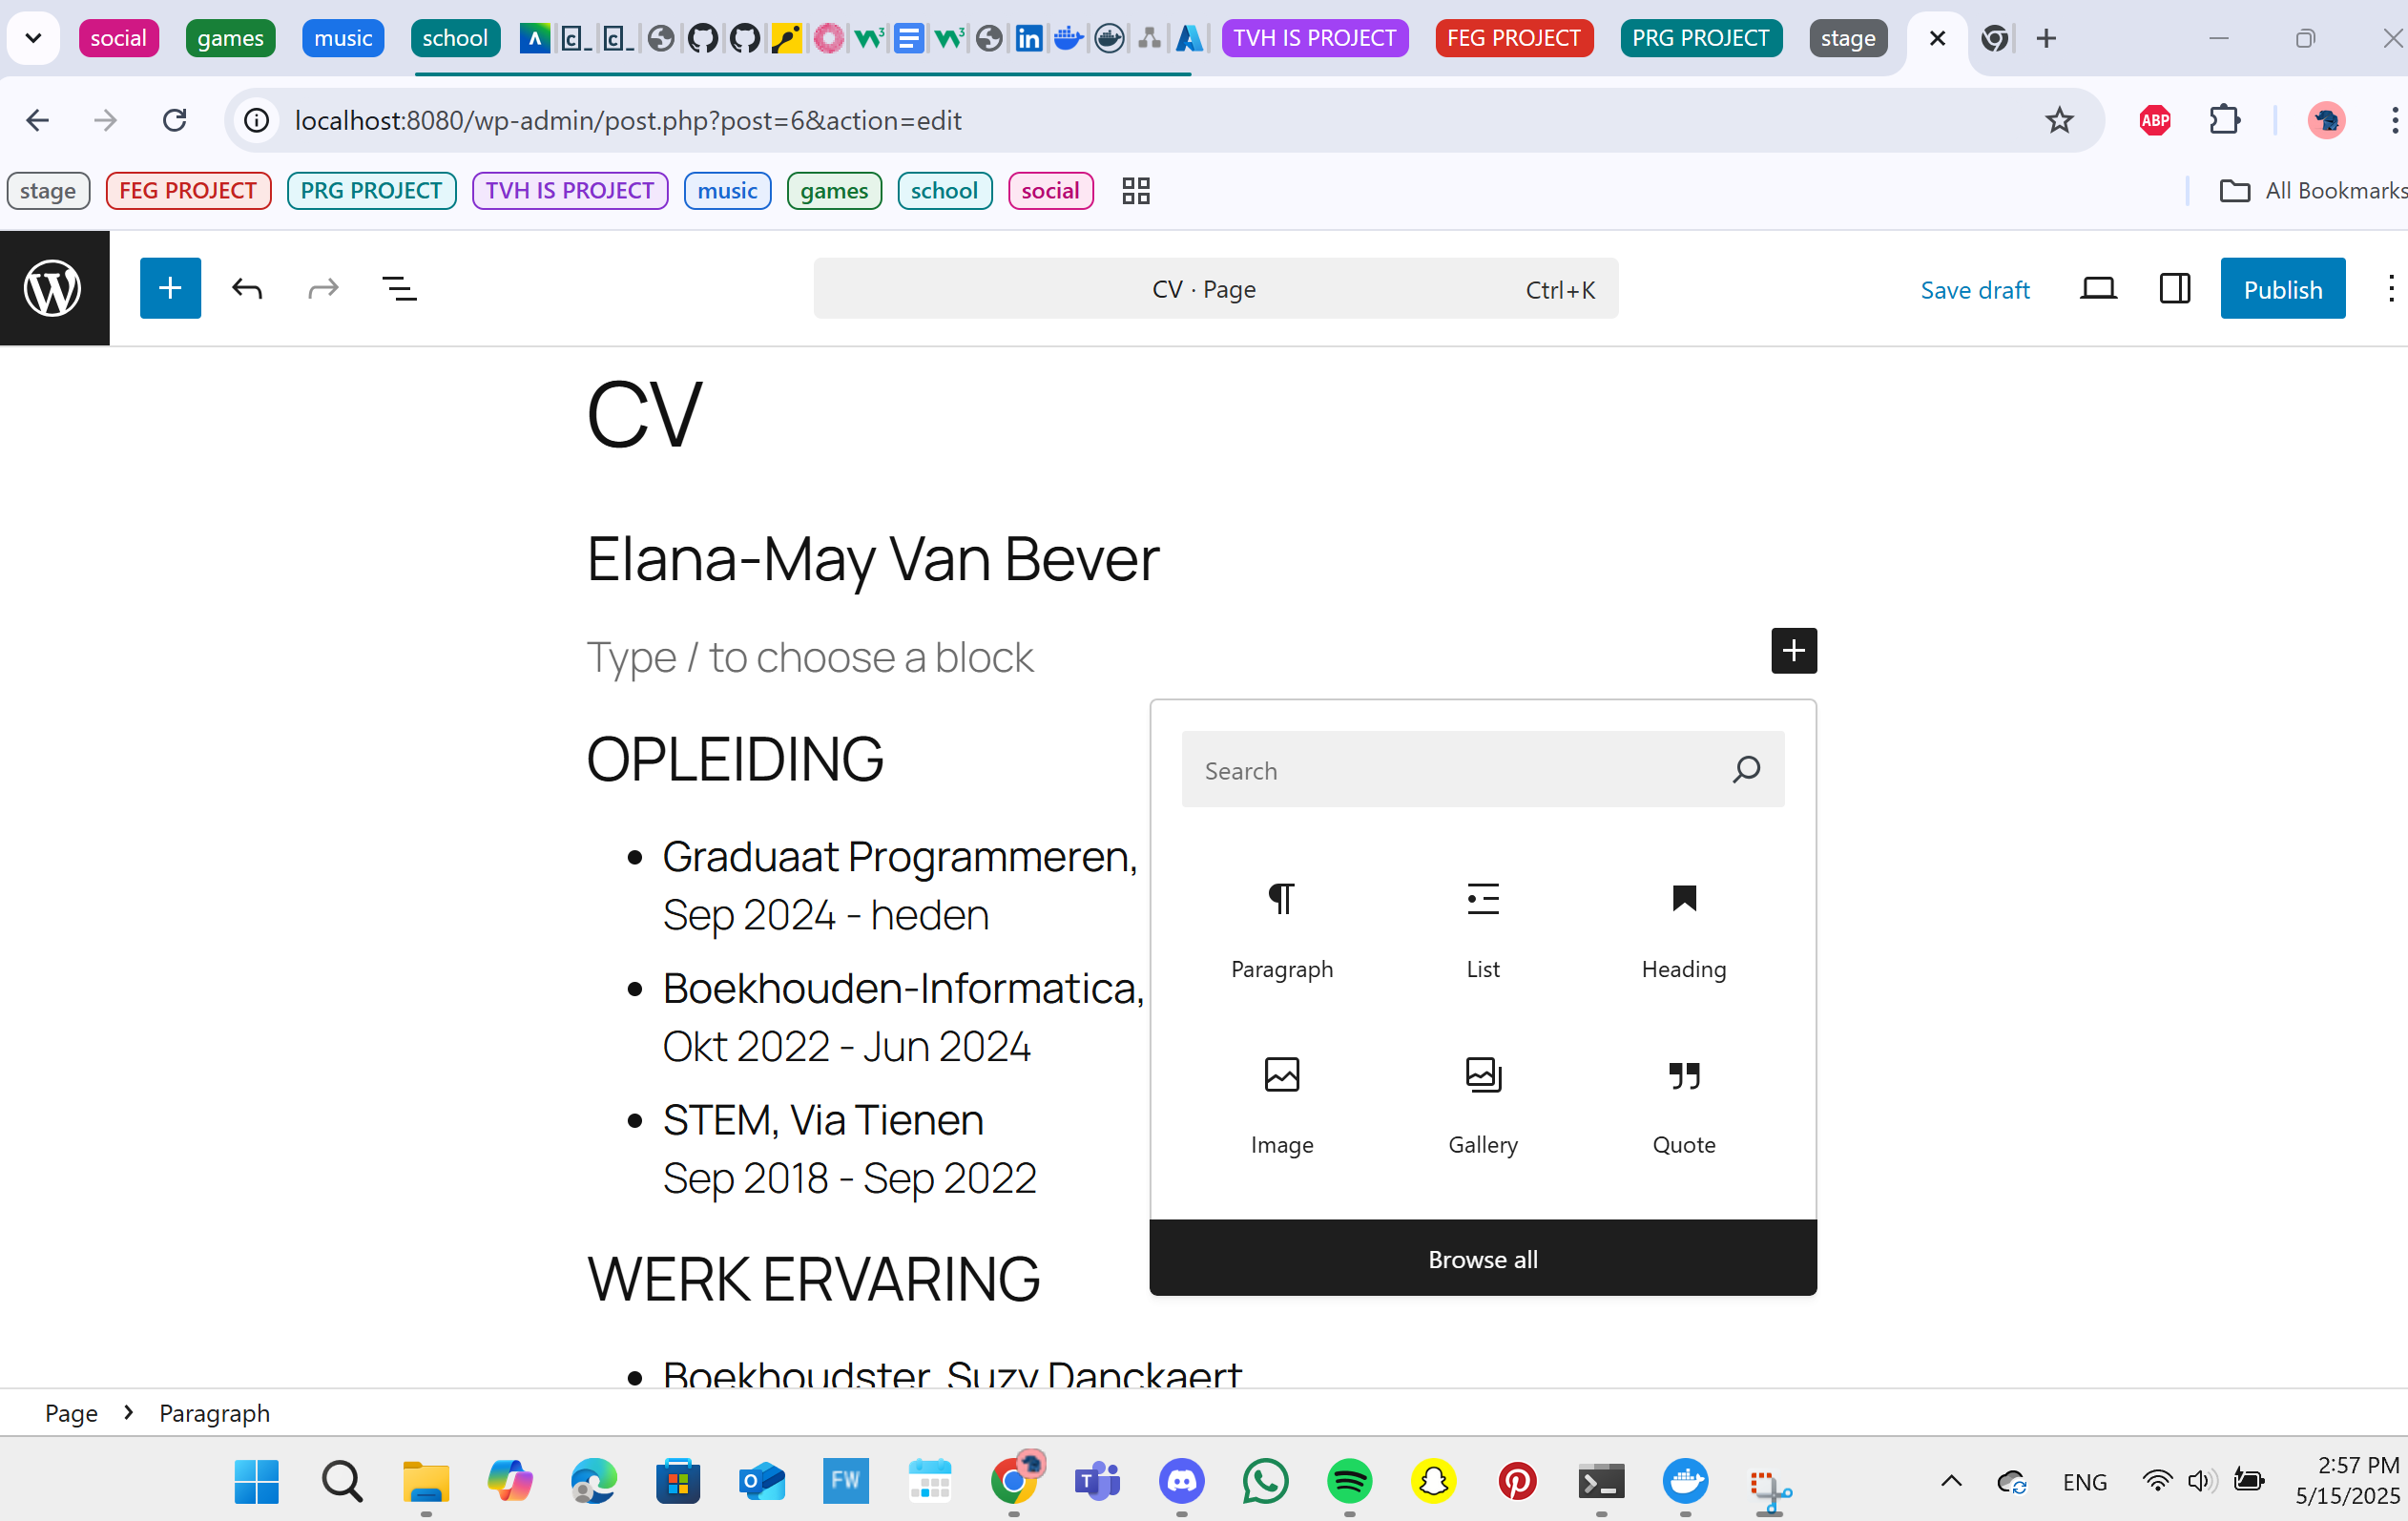 social
games
music
school
TVH IS PROJECT
FEG PROJECT
PRG PROJECT
stage
localhost:8080/wp-admin/post.php?post=6&action=edit
ABP
stage
FEG PROJECT
PRG PROJECT
TVH IS PROJECT
music
games
school
social
All Bookmarks
CV · Page
Ctrl+K
Save draft
Publish
CV
Elana-May Van Bever
Type / to choose a block
OPLEIDING
Search
Graduaat Programmeren,
Sep 2024 - heden
Boekhouden-Informatica,
Okt 2022 - Jun 2024
STEM, Via Tienen
Sep 2018 - Sep 2022
Paragraph
List
Heading
Image
Gallery
Quote
Browse all
WERK ERVARING
Boekhoudster, Suzy Danckaert
Page
Paragraph
FW
ENG
2:57 PM
5/15/2025